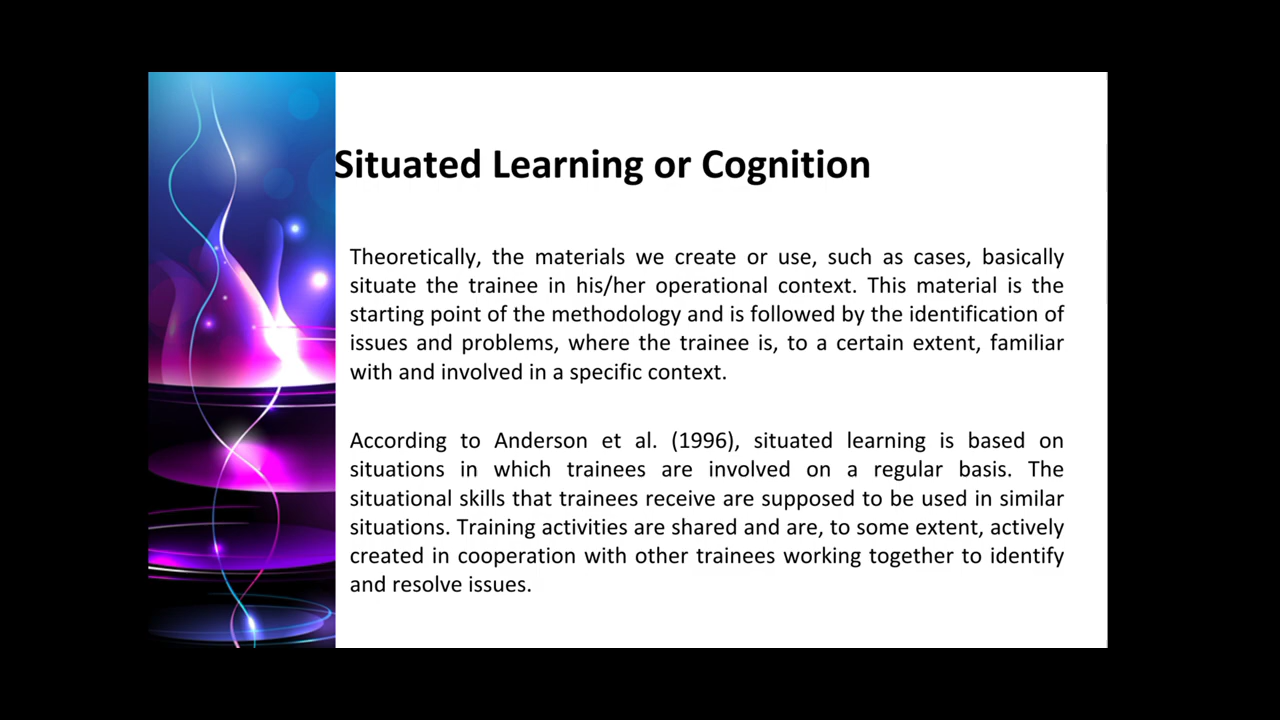 Situated Learning or Cognition
Theoretically, the materials we create or use, such as cases, basically
situate the trainee in his/her operational context. This material is the
starting point of the methodology and is followed by the identification of
issues and problems, where the trainee is, to a certain extent, familiar
with and involved in a specific context.
According to Anderson et al. (1996), situated learning is based on
situations in which trainees are involved on a regular basis. The
situational skills that trainees receive are supposed to be used in similar
situations. Training activities are shared and are, to some extent, actively
created in cooperation with other trainees working together to identify
and resolve issues.